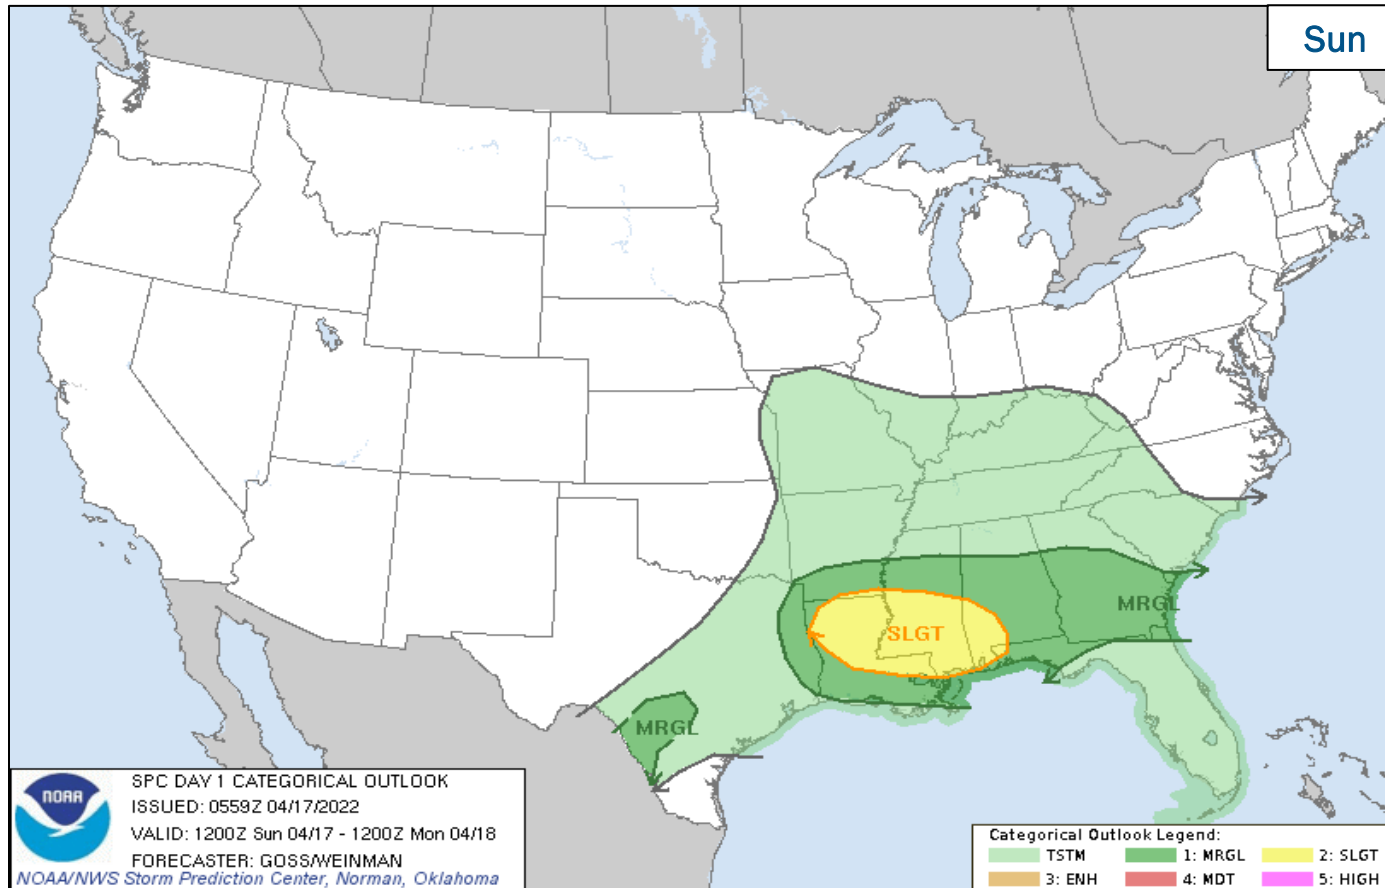 Sun
MRGL
SLGT
MRGL
SPC DAY 1 CATEGORICAL OUTLOOK
ISSUED: 0559Z 04/17/2022
VALID: 1200Z Sun 04/17 - 1200Z Mon 04/18
FORECASTER: GOSS/WEINMAN
NOAA/NWS Storm Prediction Center, Norman, Oklahoma
NOAA
Categorical Outlook Legend:
TSTM 1: MRGL 2: SLGT
3: ENH 4: MDT 5: HIGH